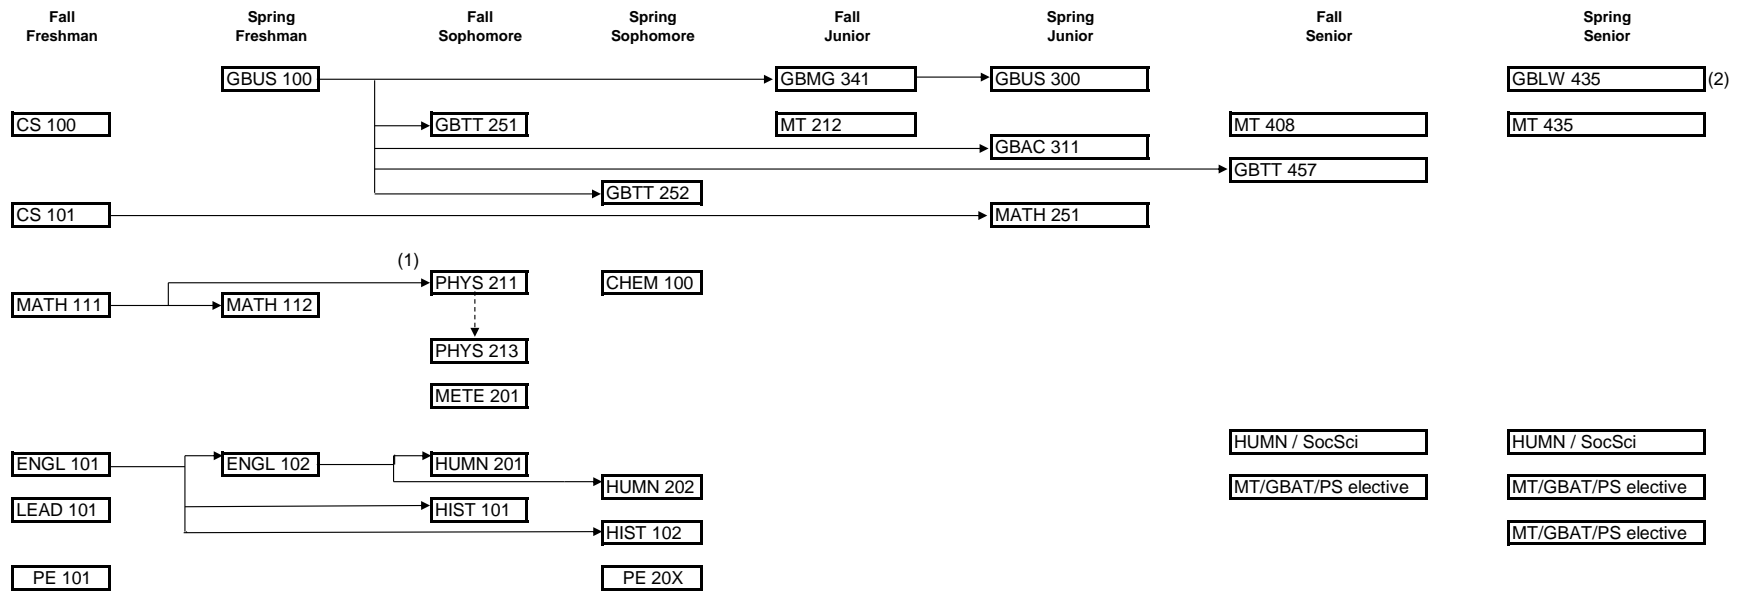 Fall Spring Fall Spring Fall Spring Fall Spring
Freshman Freshman Sophomore Sophomore Junior Junior Senior Senior
GBUS 100 GBMG 341 GBUS 300 GBLW 435 (2)
CS 100 GBTT 251 MT 212 MT 408 MT 435
GBAC 311
GBTT 457
GBTT 252
CS 101 MATH 251
(1)
PHYS 211 CHEM 100
MATH 111 MATH 112
PHYS 213
METE 201
HUMN / SocSci HUMN / SocSci
ENGL 101 ENGL 102 HUMN 201
HUMN 202 MT/GBAT/PS elective MT/GBAT/PS elective
LEAD 101 HIST 101
HIST 102 MT/GBAT/PS elective
PE 101 PE 20X